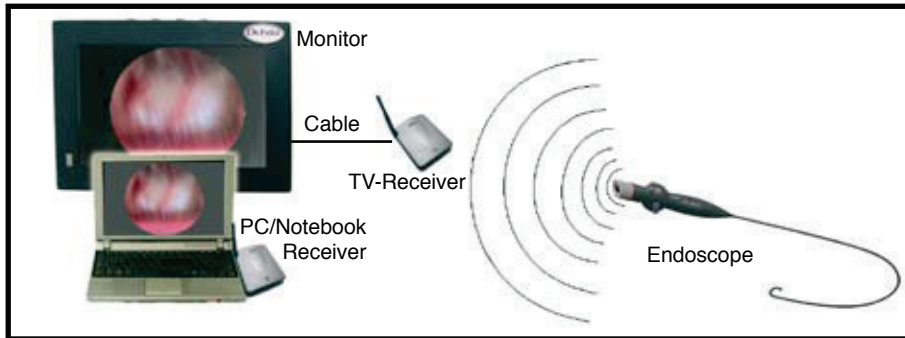 Monitor
Cable
TV-Receiver
PC/Notebook
Receiver
Endoscope